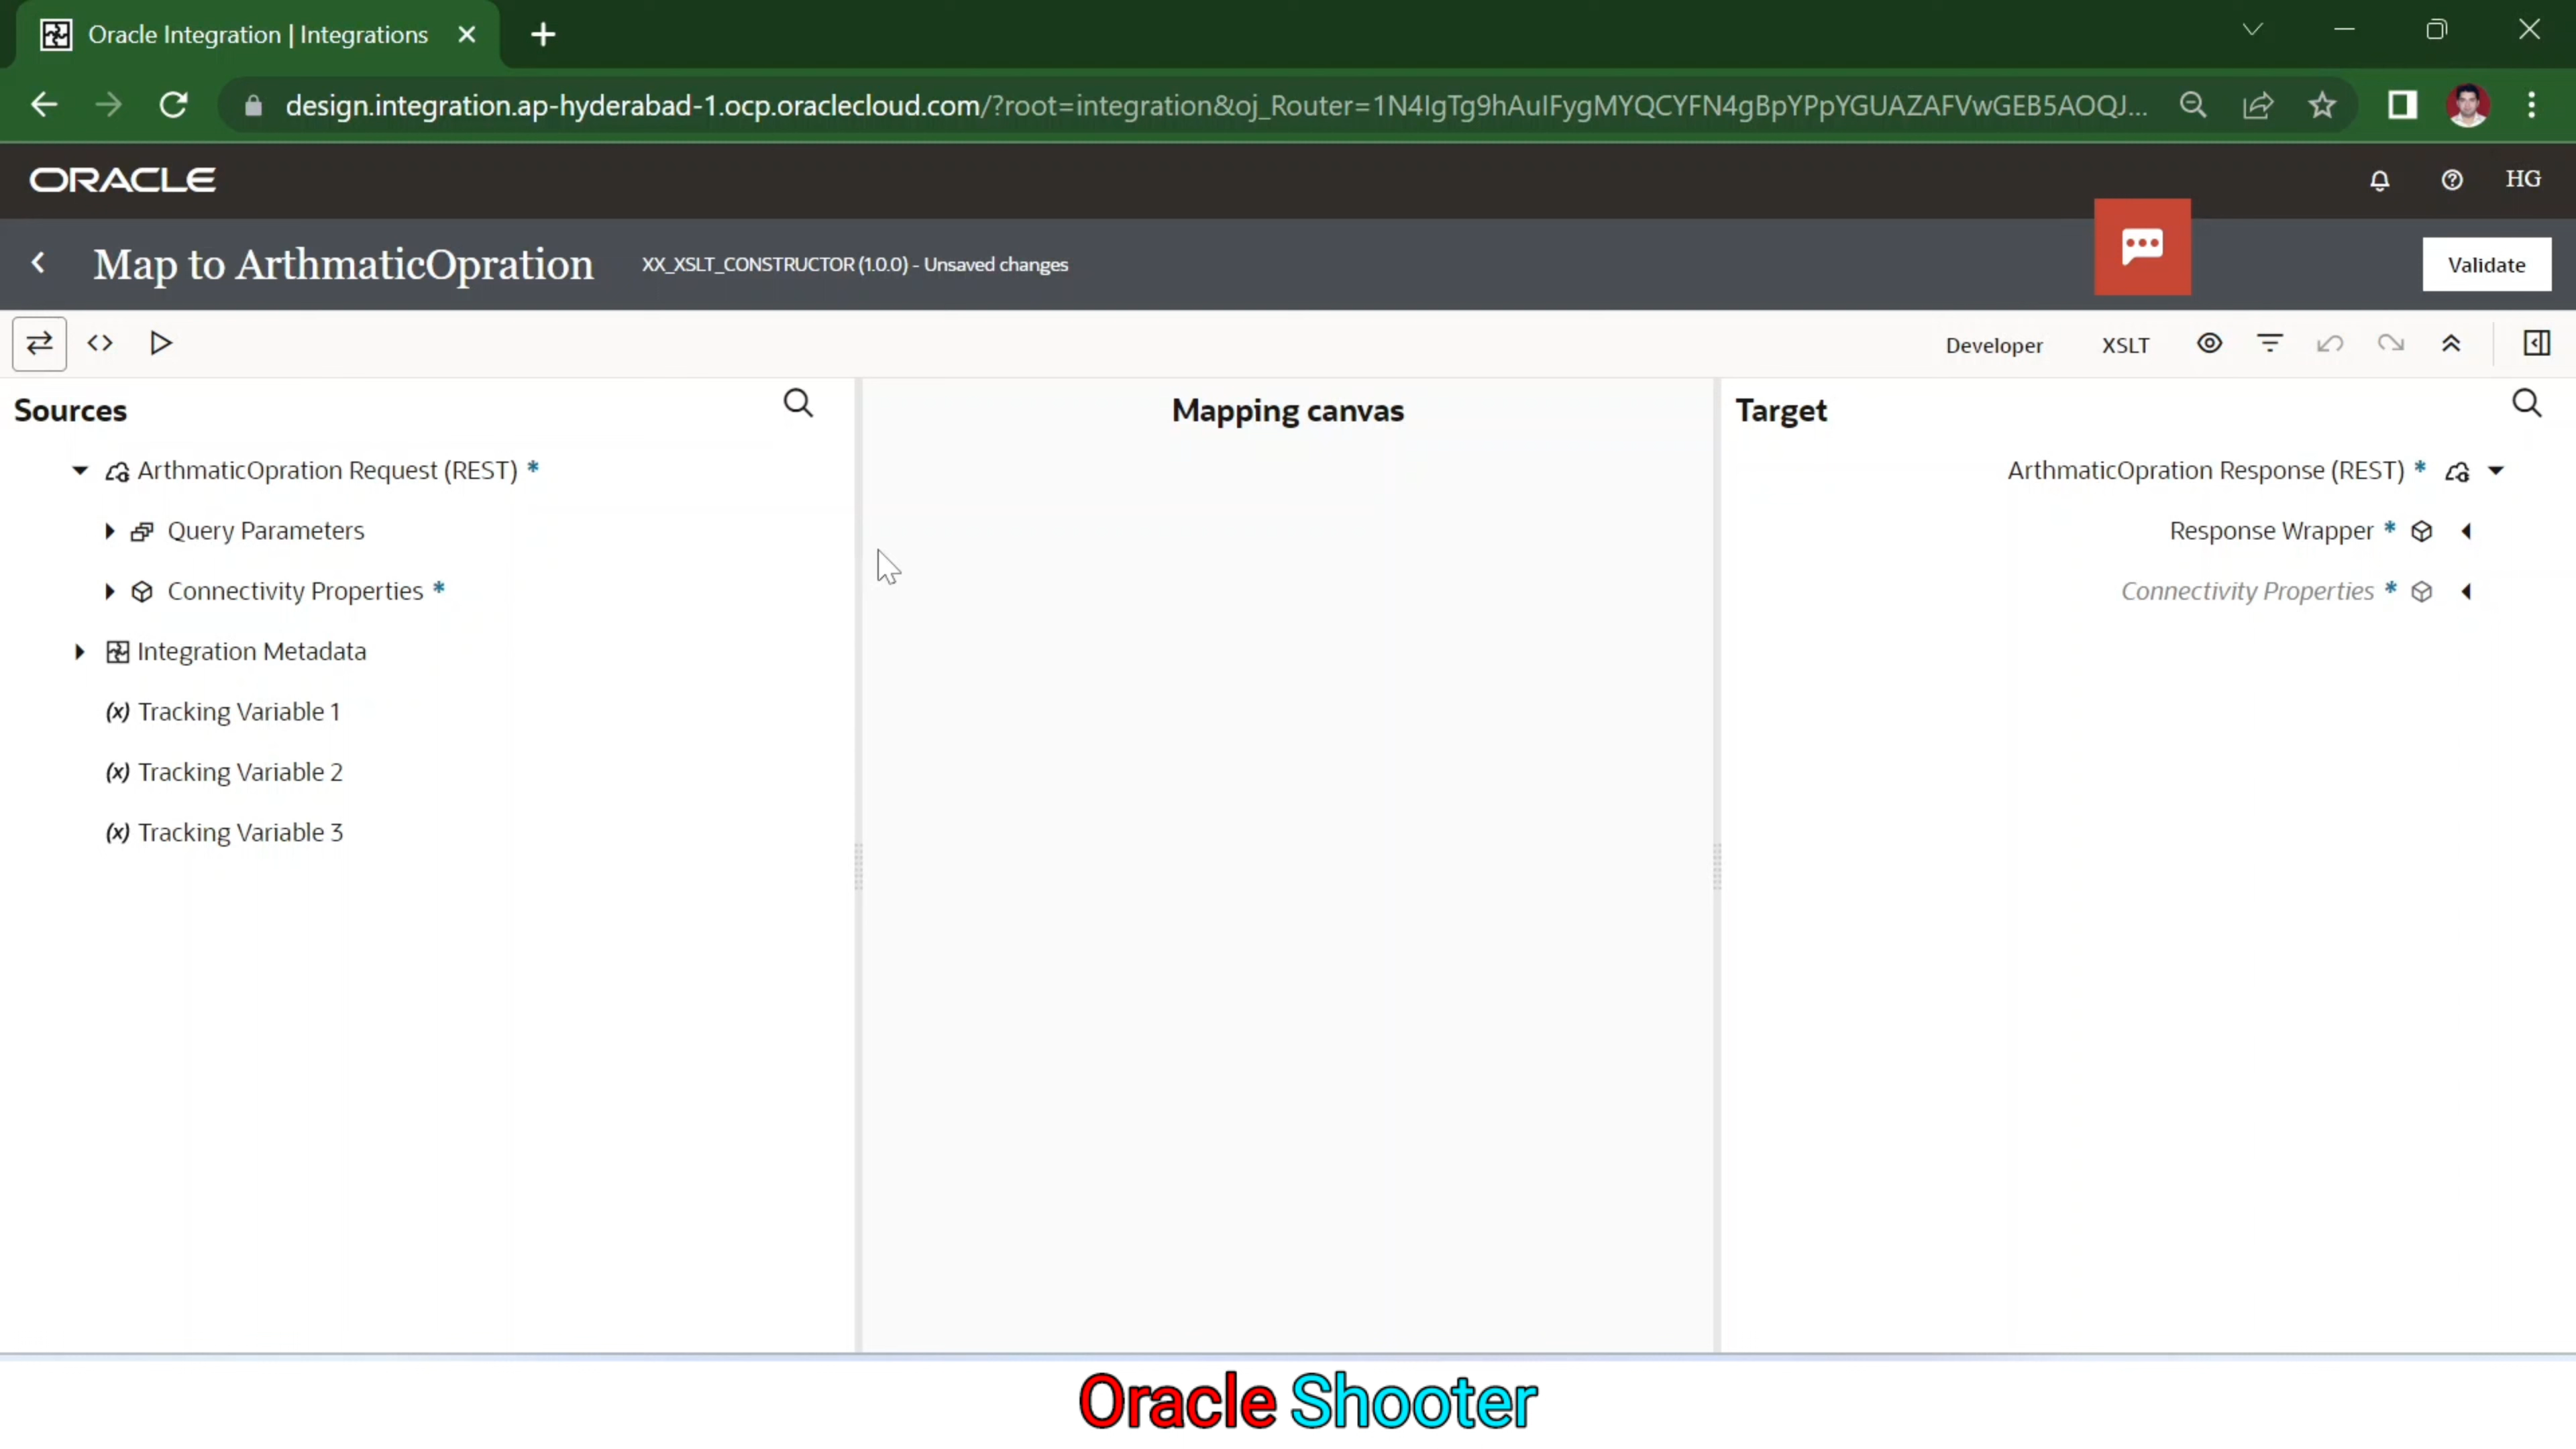 Oracle Integration | Integrations
design.integration.ap-hyderabad-1.ocp.oraclecloud.com/?root=integration&oj_Router=1N4IgTg9hAuIFygMYQCYFN4gBpYPpYGUAZAFVwGEB5AOQJ...
ORACLE
HG
Map to ArthmaticOpration
XX_XSLT_CONSTRUCTOR (1.0.0) - Unsaved changes
Validate
Developer
XSLT
Sources
Mapping canvas
Target
ArthmaticOpration Request (REST) *
ArthmaticOpration Response (REST) *
Query Parameters
Response Wrapper *
Connectivity Properties *
Connectivity Properties *
Integration Metadata
(x) Tracking Variable 1
(x) Tracking Variable 2
(x) Tracking Variable 3
Oracle Shooter